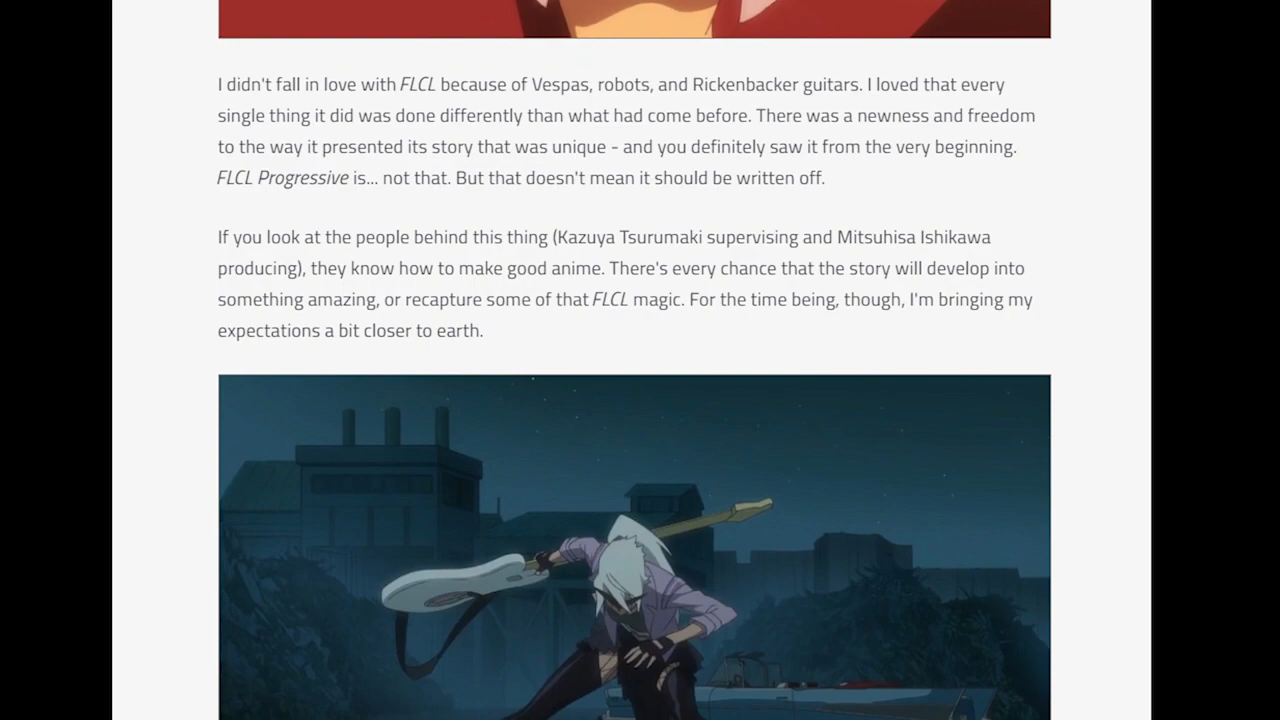 I didn't fall in love with FLCL because of Vespas, robots, and Rickenbacker guitars. I loved that every
single thing it did was done differently than what had come before. There was a newness and freedom
to the way it presented its story that was unique - and you definitely saw it from the very beginning.
FLCL Progressive is... not that. But that doesn't mean it should be written off.
If you look at the people behind this thing (Kazuya Tsurumaki supervising and Mitsuhisa Ishikawa
producing), they know how to make good anime. There's every chance that the story will develop into
something amazing, or recapture some of that FLCL magic. For the time being, though, I'm bringing my
expectations a bit closer to earth.